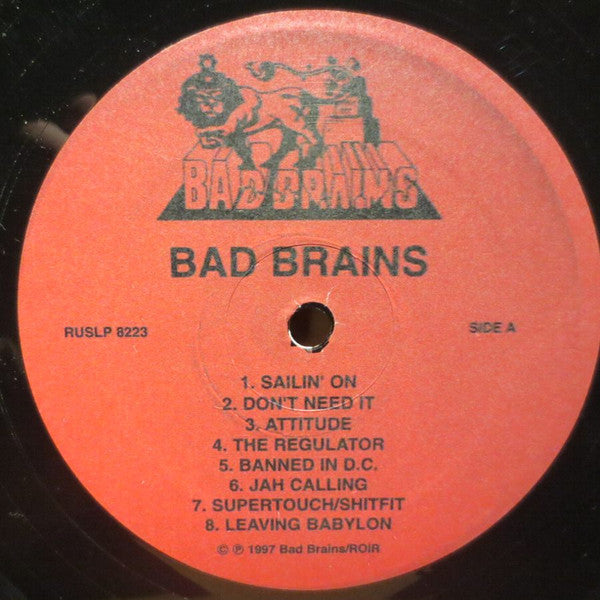 BAD BRAINS
BAD BRAINS
RUSLP 8223
SIDE A
1. SAILIN' ON
2. DON'T NEED IT
3. ATTITUDE
4. THE REGULATOR
5. BANNED IN D.C.
6. JAH CALLING
7. SUPERTOUCH/SHITFIT
8. LEAVING BABYLON
© ℗ 1997 Bad Brains/ROIR